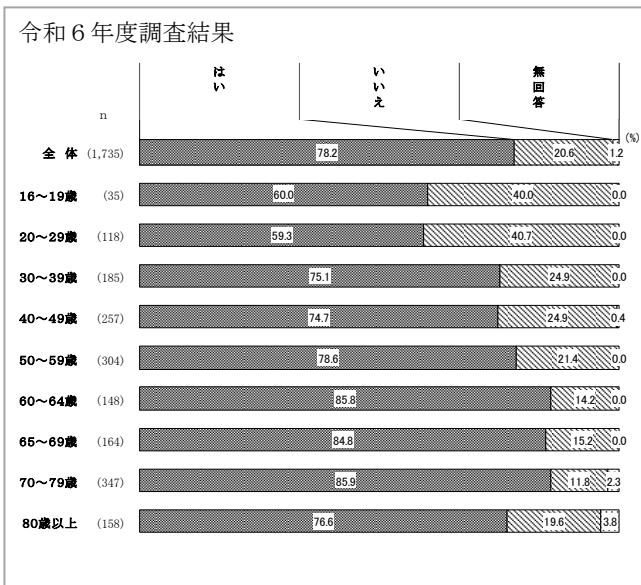 令和６年度調査結果
はい いいえ 無回答
n
(%)
全 体 (1,735) 78.2 20.6 1.2
16～19歳 (35) 60.0 40.0 0.0
20～29歳 (118) 59.3 40.7 0.0
30～39歳 (185) 75.1 24.9 0.0
40～49歳 (257) 74.7 24.9 0.4
50～59歳 (304) 78.6 21.4 0.0
60～64歳 (148) 85.8 14.2 0.0
65～69歳 (164) 84.8 15.2 0.0
70～79歳 (347) 85.9 11.8 2.3
80歳以上 (158) 76.6 19.6 3.8